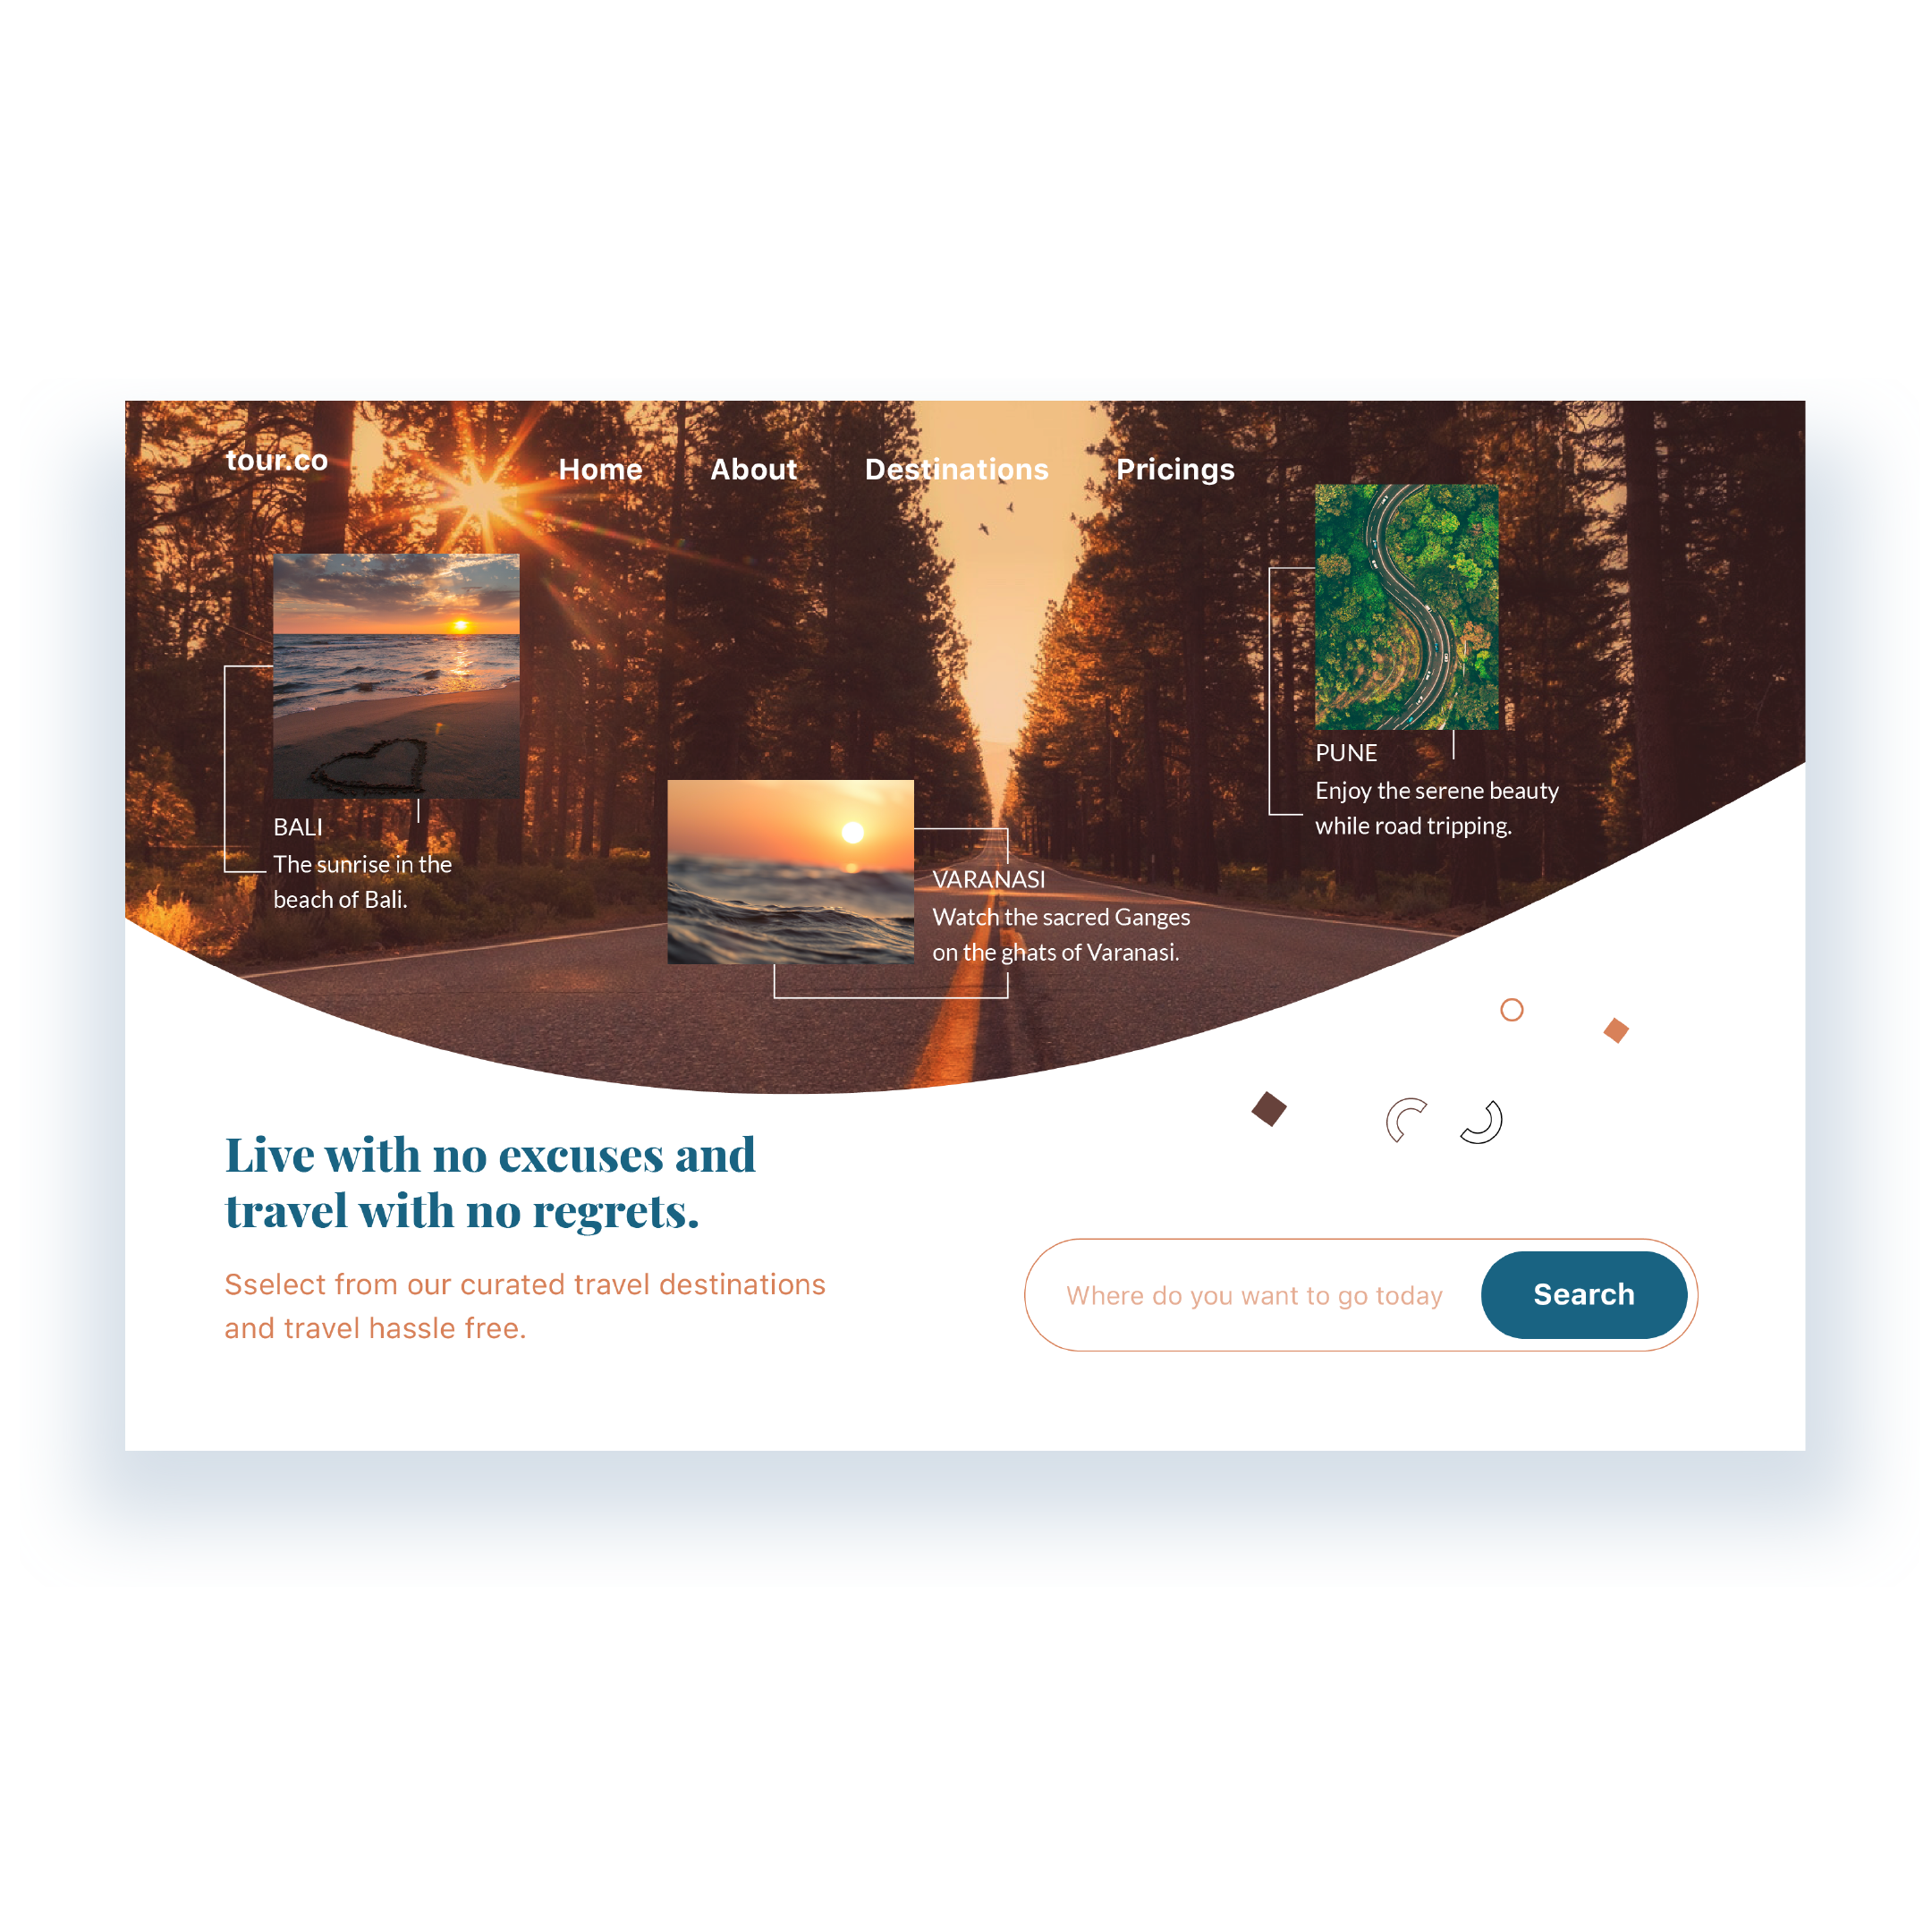 tour.co
Home
About
Destinations
Pricings
BALI
The sunrise in the
beach of Bali.
VARANASI
Watch the sacred Ganges
on the ghats of Varanasi.
PUNE
Enjoy the serene beauty
while road tripping.
Live with no excuses and
travel with no regrets.
Sselect from our curated travel destinations
and travel hassle free.
Where do you want to go today
Search